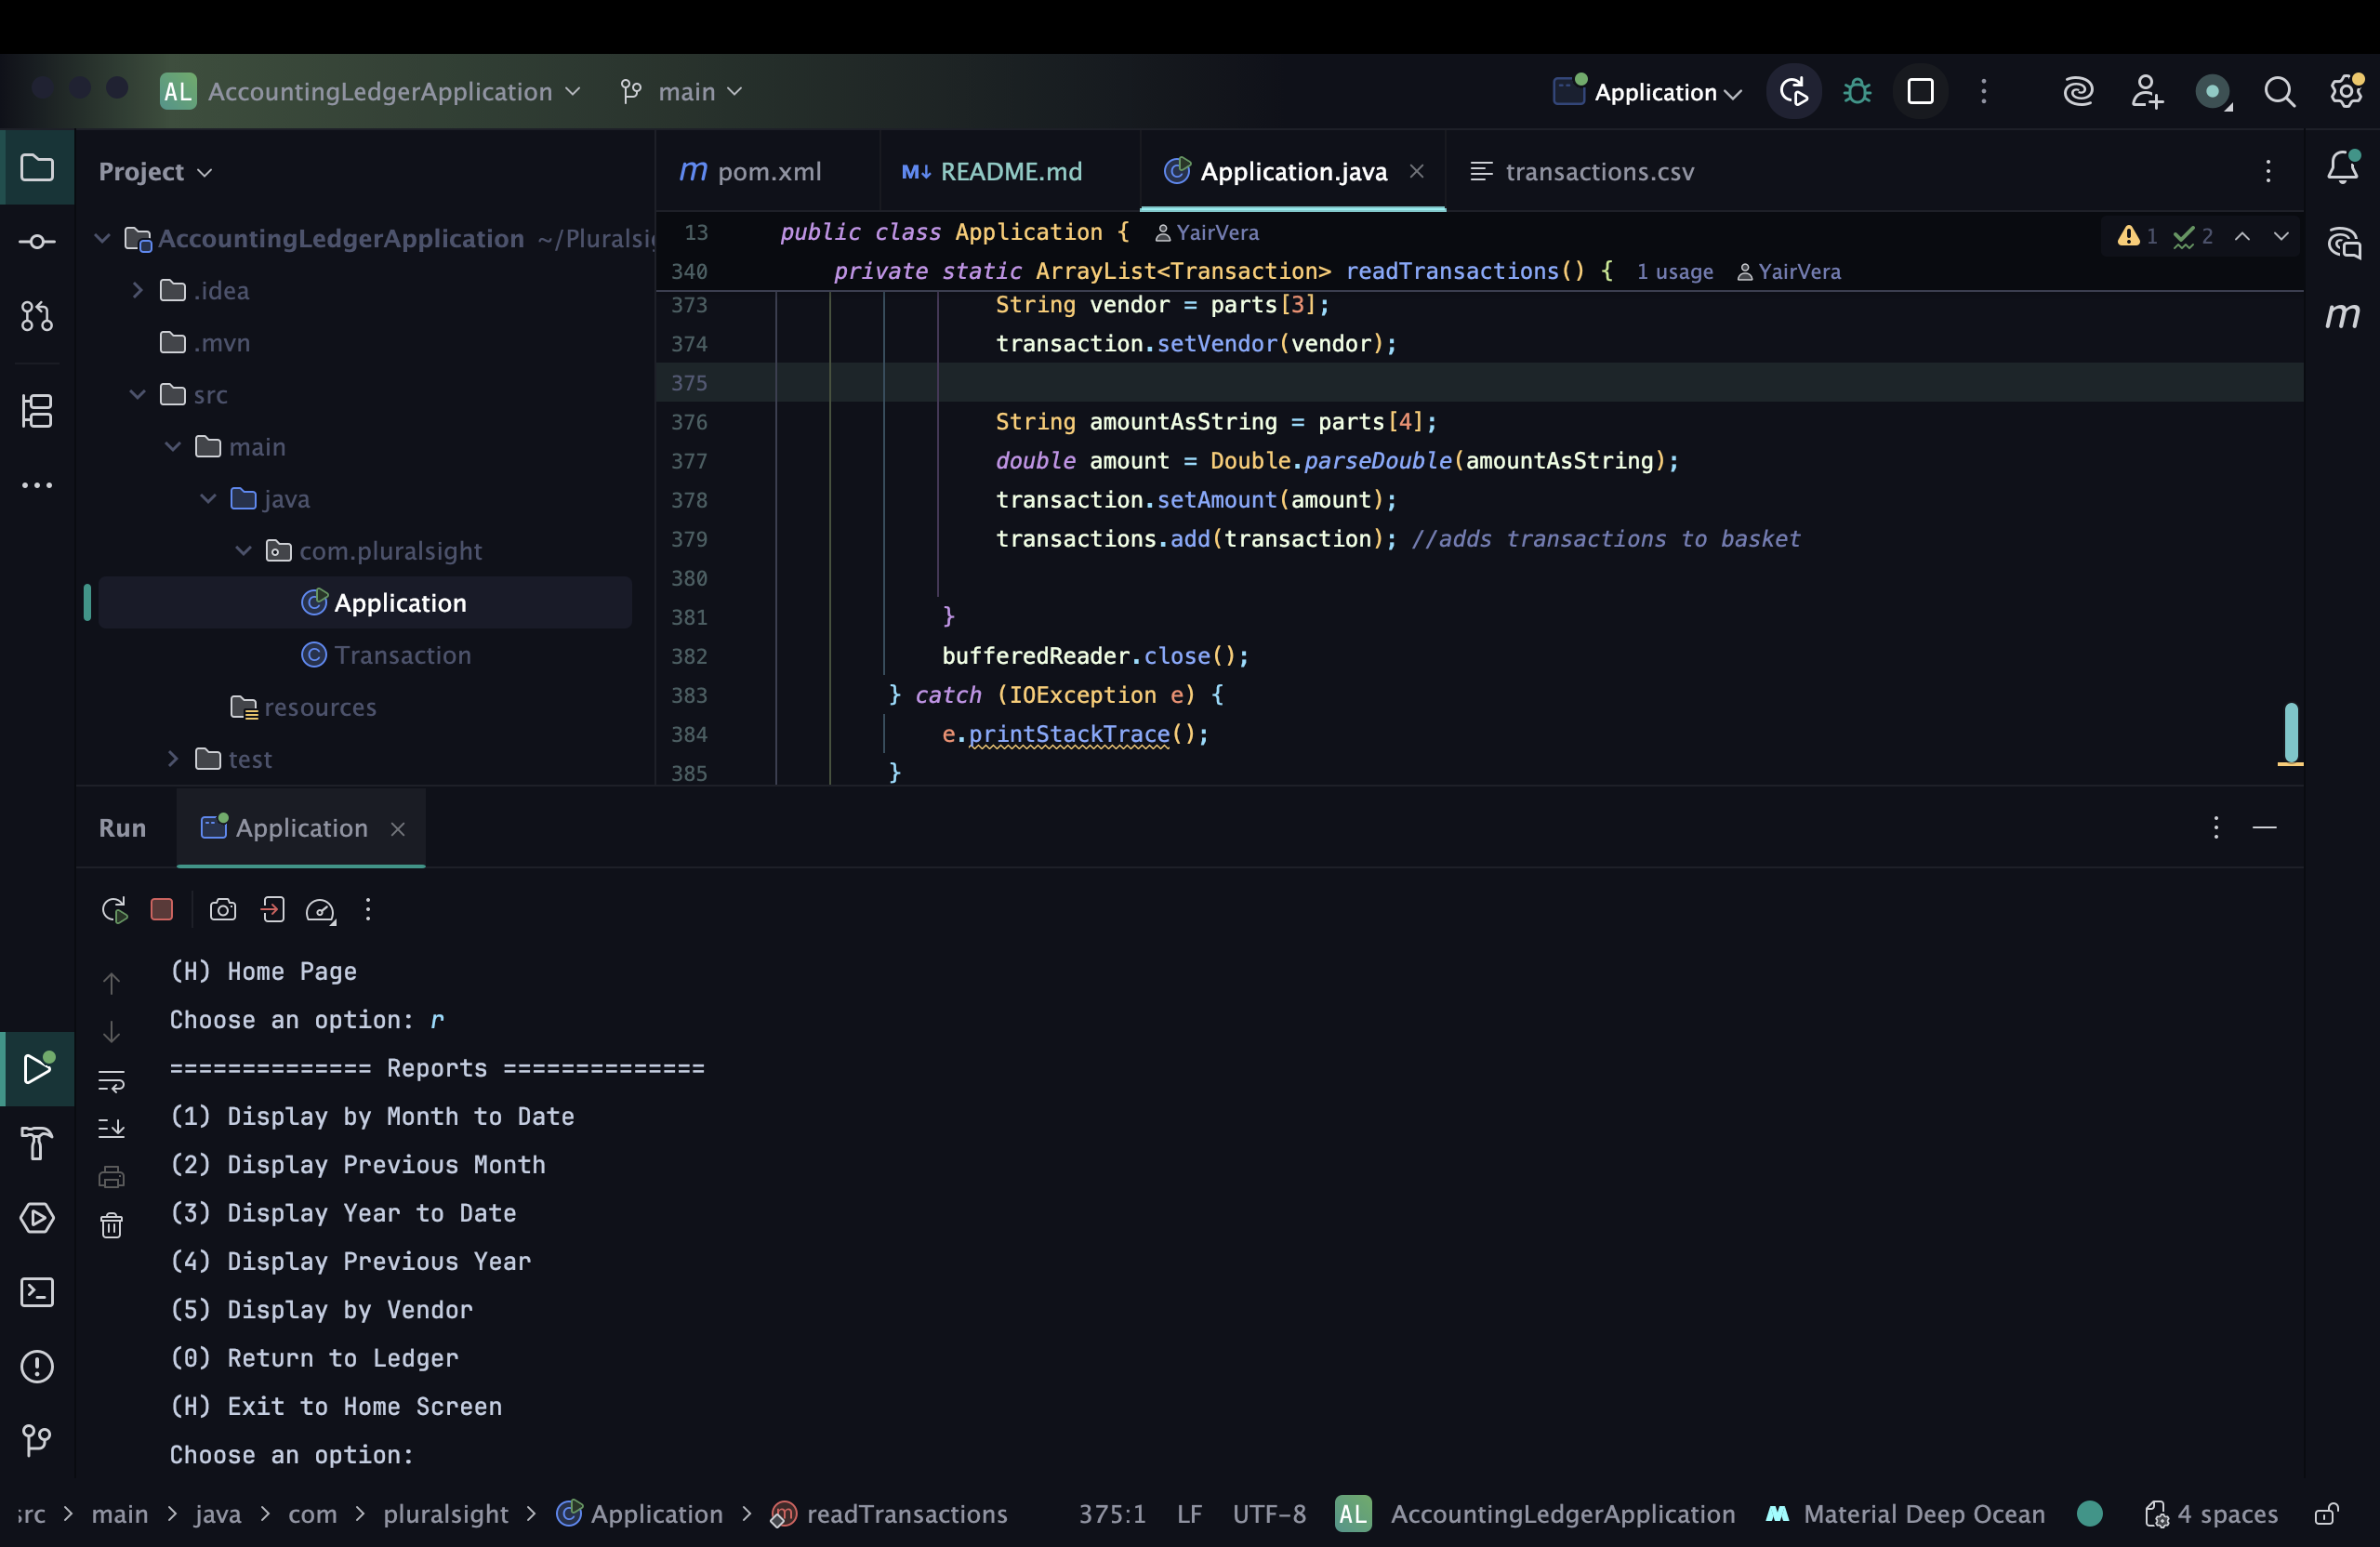 AL AccountingLedgerApplication main Application
Project
pom.xml README.md Application.java transactions.csv
AccountingLedgerApplication
.idea
.mvn
src
main
java
com.pluralsight
Application
Transaction
resources
test
13 public class Application { YairVera
1 2
340 private static ArrayList<Transaction> readTransactions() { 1 usage YairVera
373 String vendor = parts[3];
374 transaction.setVendor(vendor);
375
376 String amountAsString = parts[4];
377 double amount = Double.parseDouble(amountAsString);
378 transaction.setAmount(amount);
379 transactions.add(transaction); //adds transactions to basket
380
381 }
382 bufferedReader.close();
383 } catch (IOException e) {
384 e.printStackTrace();
385 }
Run Application
(H) Home Page
Choose an option: r
============== Reports ==============
(1) Display by Month to Date
(2) Display Previous Month
(3) Display Year to Date
(4) Display Previous Year
(5) Display by Vendor
(0) Return to Ledger
(H) Exit to Home Screen
Choose an option:
src > main > java > com > pluralsight > Application > readTransactions 375:1 LF UTF-8 AL AccountingLedgerApplication Material Deep Ocean 4 spaces